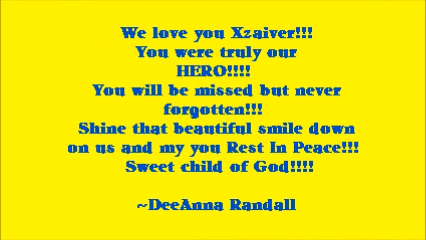 We love you Xzaiver!!!
You were truly our
HERO!!!!
You will be missed but never
forgotten!!!
Shine that beautiful smile down
on us and my you Rest In Peace!!!
Sweet child of God!!!!
~DeeAnna Randall